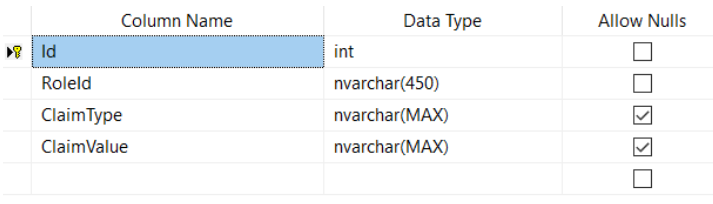 Column Name Data Type Allow Nulls
Id int
RoleId nvarchar(450)
ClaimType nvarchar(MAX)
ClaimValue nvarchar(MAX)